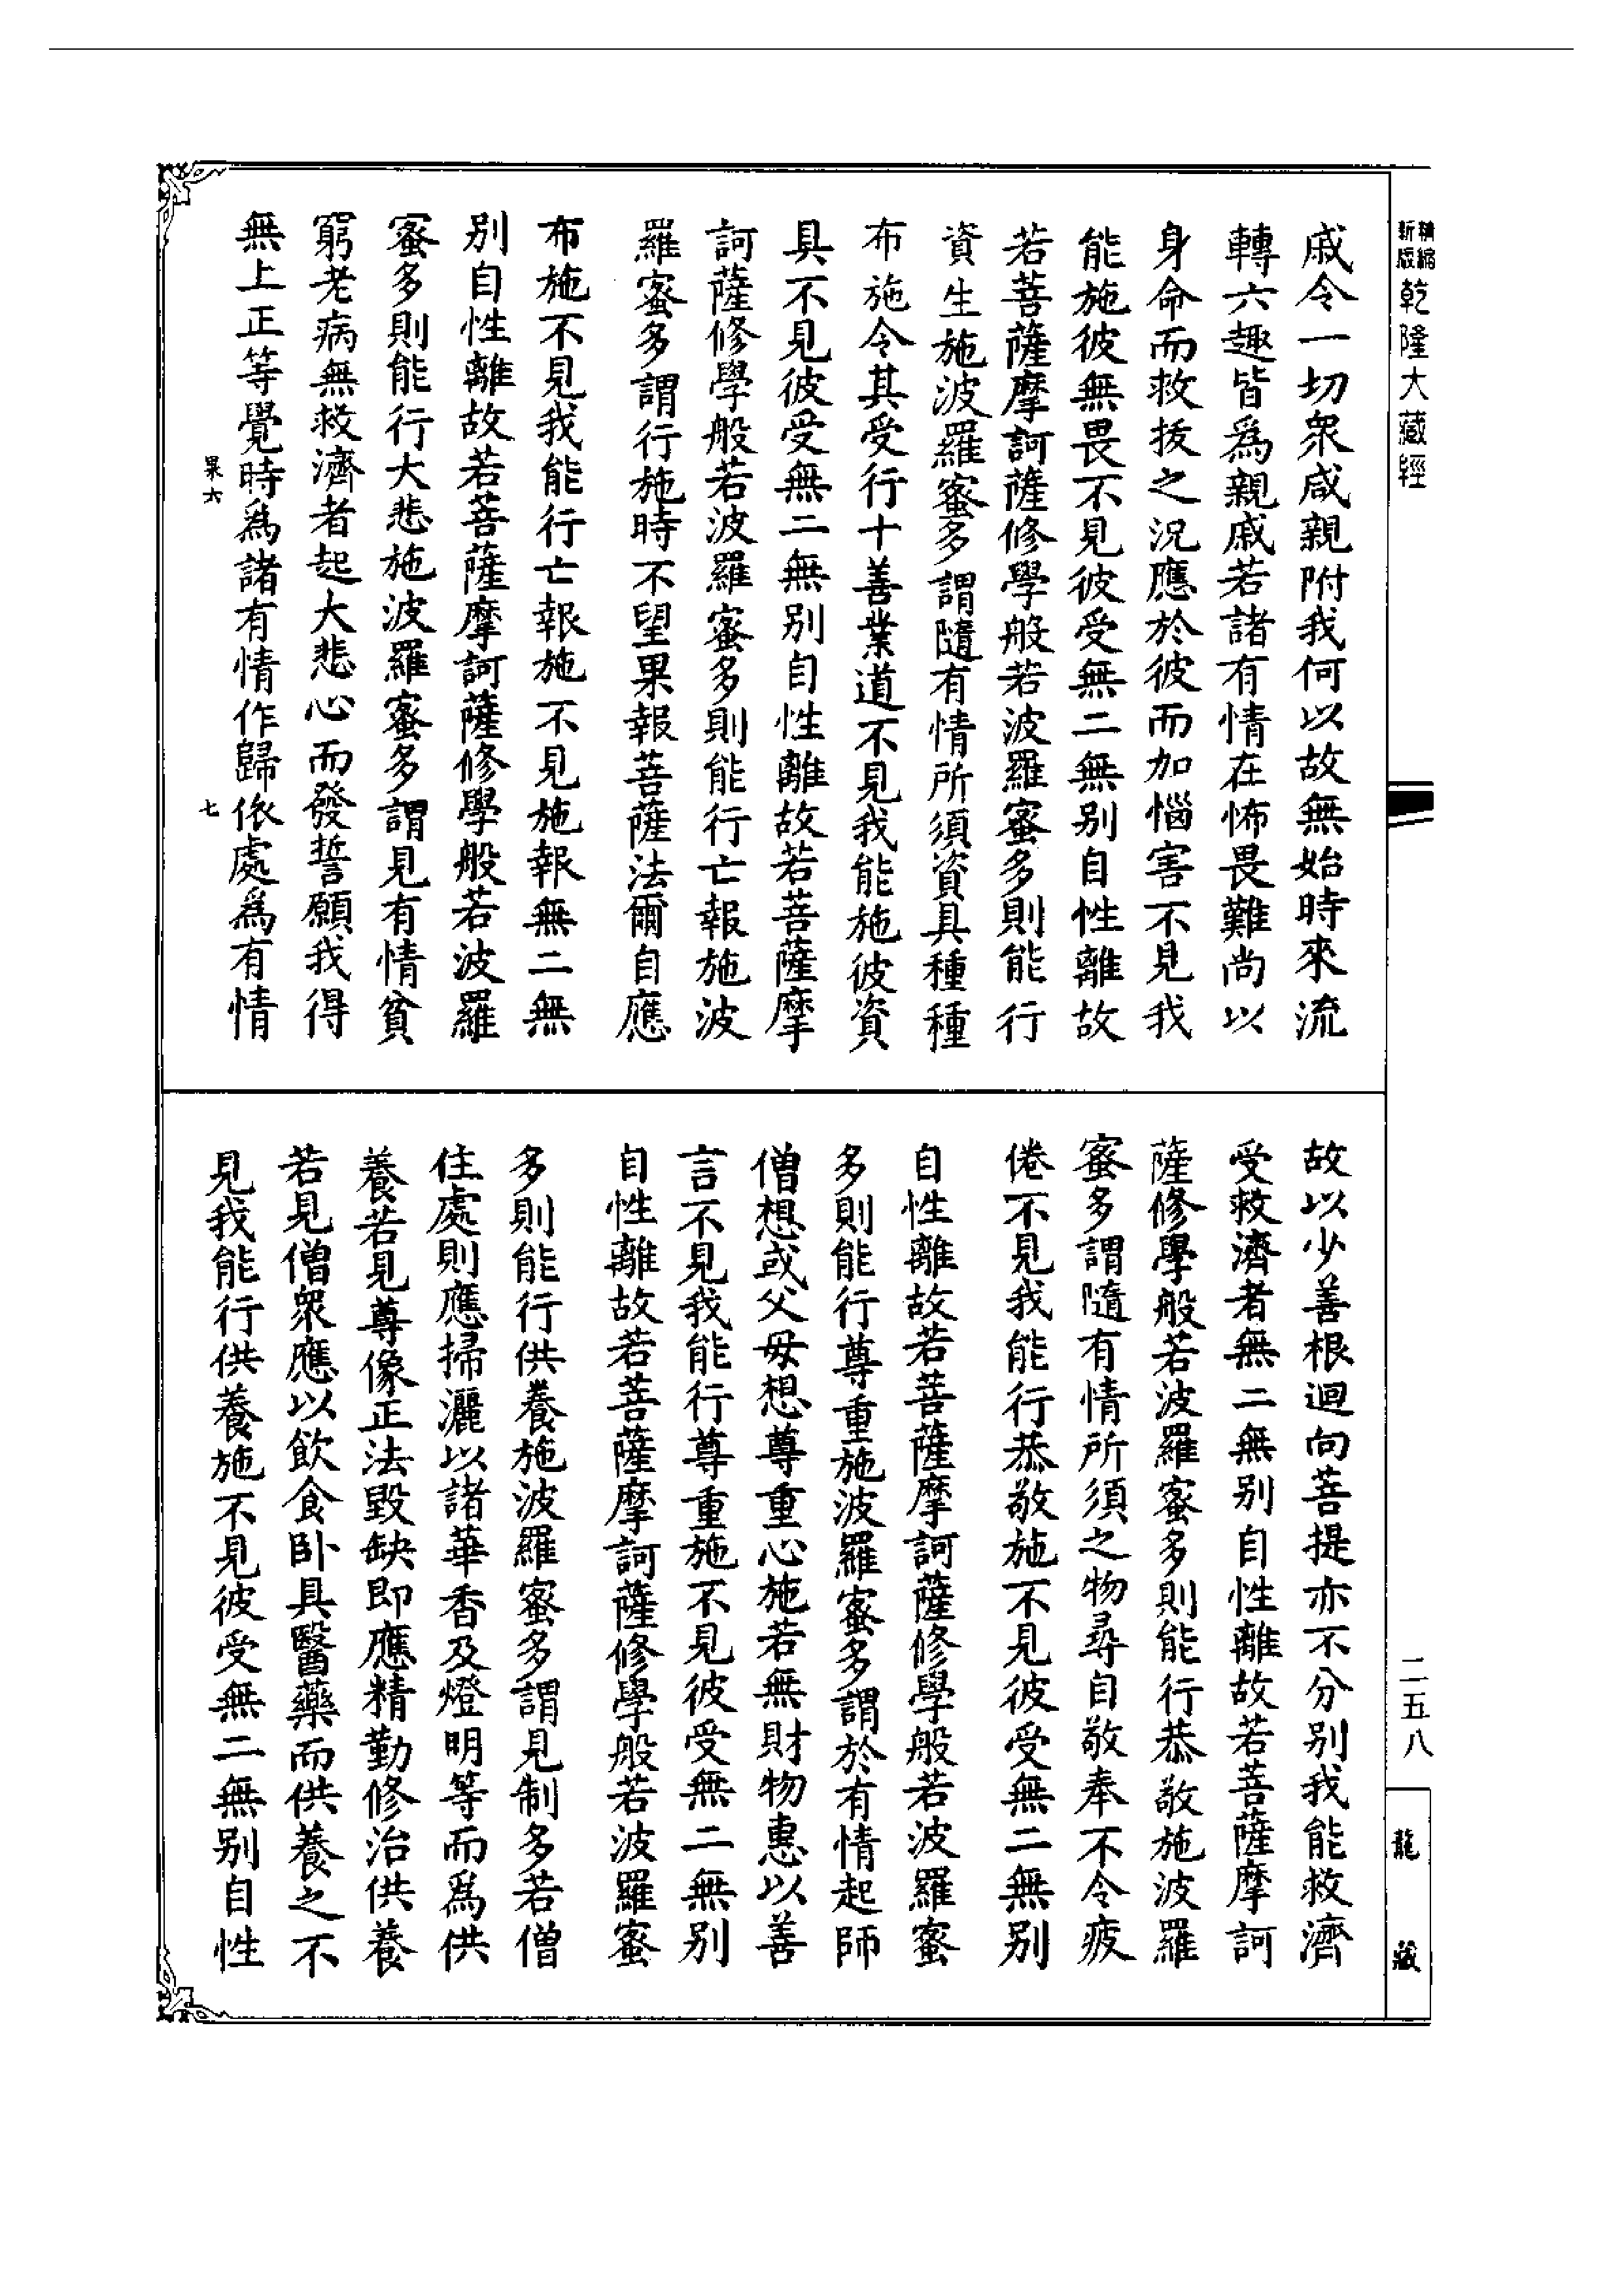 精縮新版乾隆大藏經
戚令一切眾咸親附我何以故無始時來流
轉六趣皆為親戚若諸有情在怖畏難尚以
身命而救拔之況應於彼而加惱害不見我
能施彼無畏不見彼受無二無別自性離故
若菩薩摩訶薩修學般若波羅蜜多則能行
資生施波羅蜜多謂隨有情所須資具種種
布施令其受行十善業道不見我能施彼資
具不見彼受無二無別自性離故若菩薩摩
訶薩修學般若波羅蜜多則能行亡報施波
羅蜜多謂行施時不望果報菩薩法爾自應
布施不見我能行亡報施不見施報無二無
別自性離故若菩薩摩訶薩修學般若波羅
蜜多則能行大悲施波羅蜜多謂見有情貧
窮老病無救濟者起大悲心而發誓願我得
無上正等覺時為諸有情作歸依處為有情
果六
七
故以少善根迴向菩提亦不分別我能救濟
受救濟者無二無別自性離故若菩薩摩訶
薩修學般若波羅蜜多則能行恭敬施波羅
蜜多謂隨有情所須之物尋自敬奉不令疲
倦不見我能行恭敬施不見彼受無二無別
自性離故若菩薩摩訶薩修學般若波羅蜜
多則能行尊重施波羅蜜多謂於有情起師
僧想或父母想尊重心施若無財物惠以善
言不見我能行尊重施不見彼受無二無別
自性離故若菩薩摩訶薩修學般若波羅蜜
多則能行供養施波羅蜜多謂見制多若僧
住處則應掃灑以諸華香及燈明等而為供
養若見尊像正法毀缺即應精勤修治供養
若見僧眾應以飲食臥具醫藥而供養之不
見我能行供養施不見彼受無二無別自性
二五八
龍藏